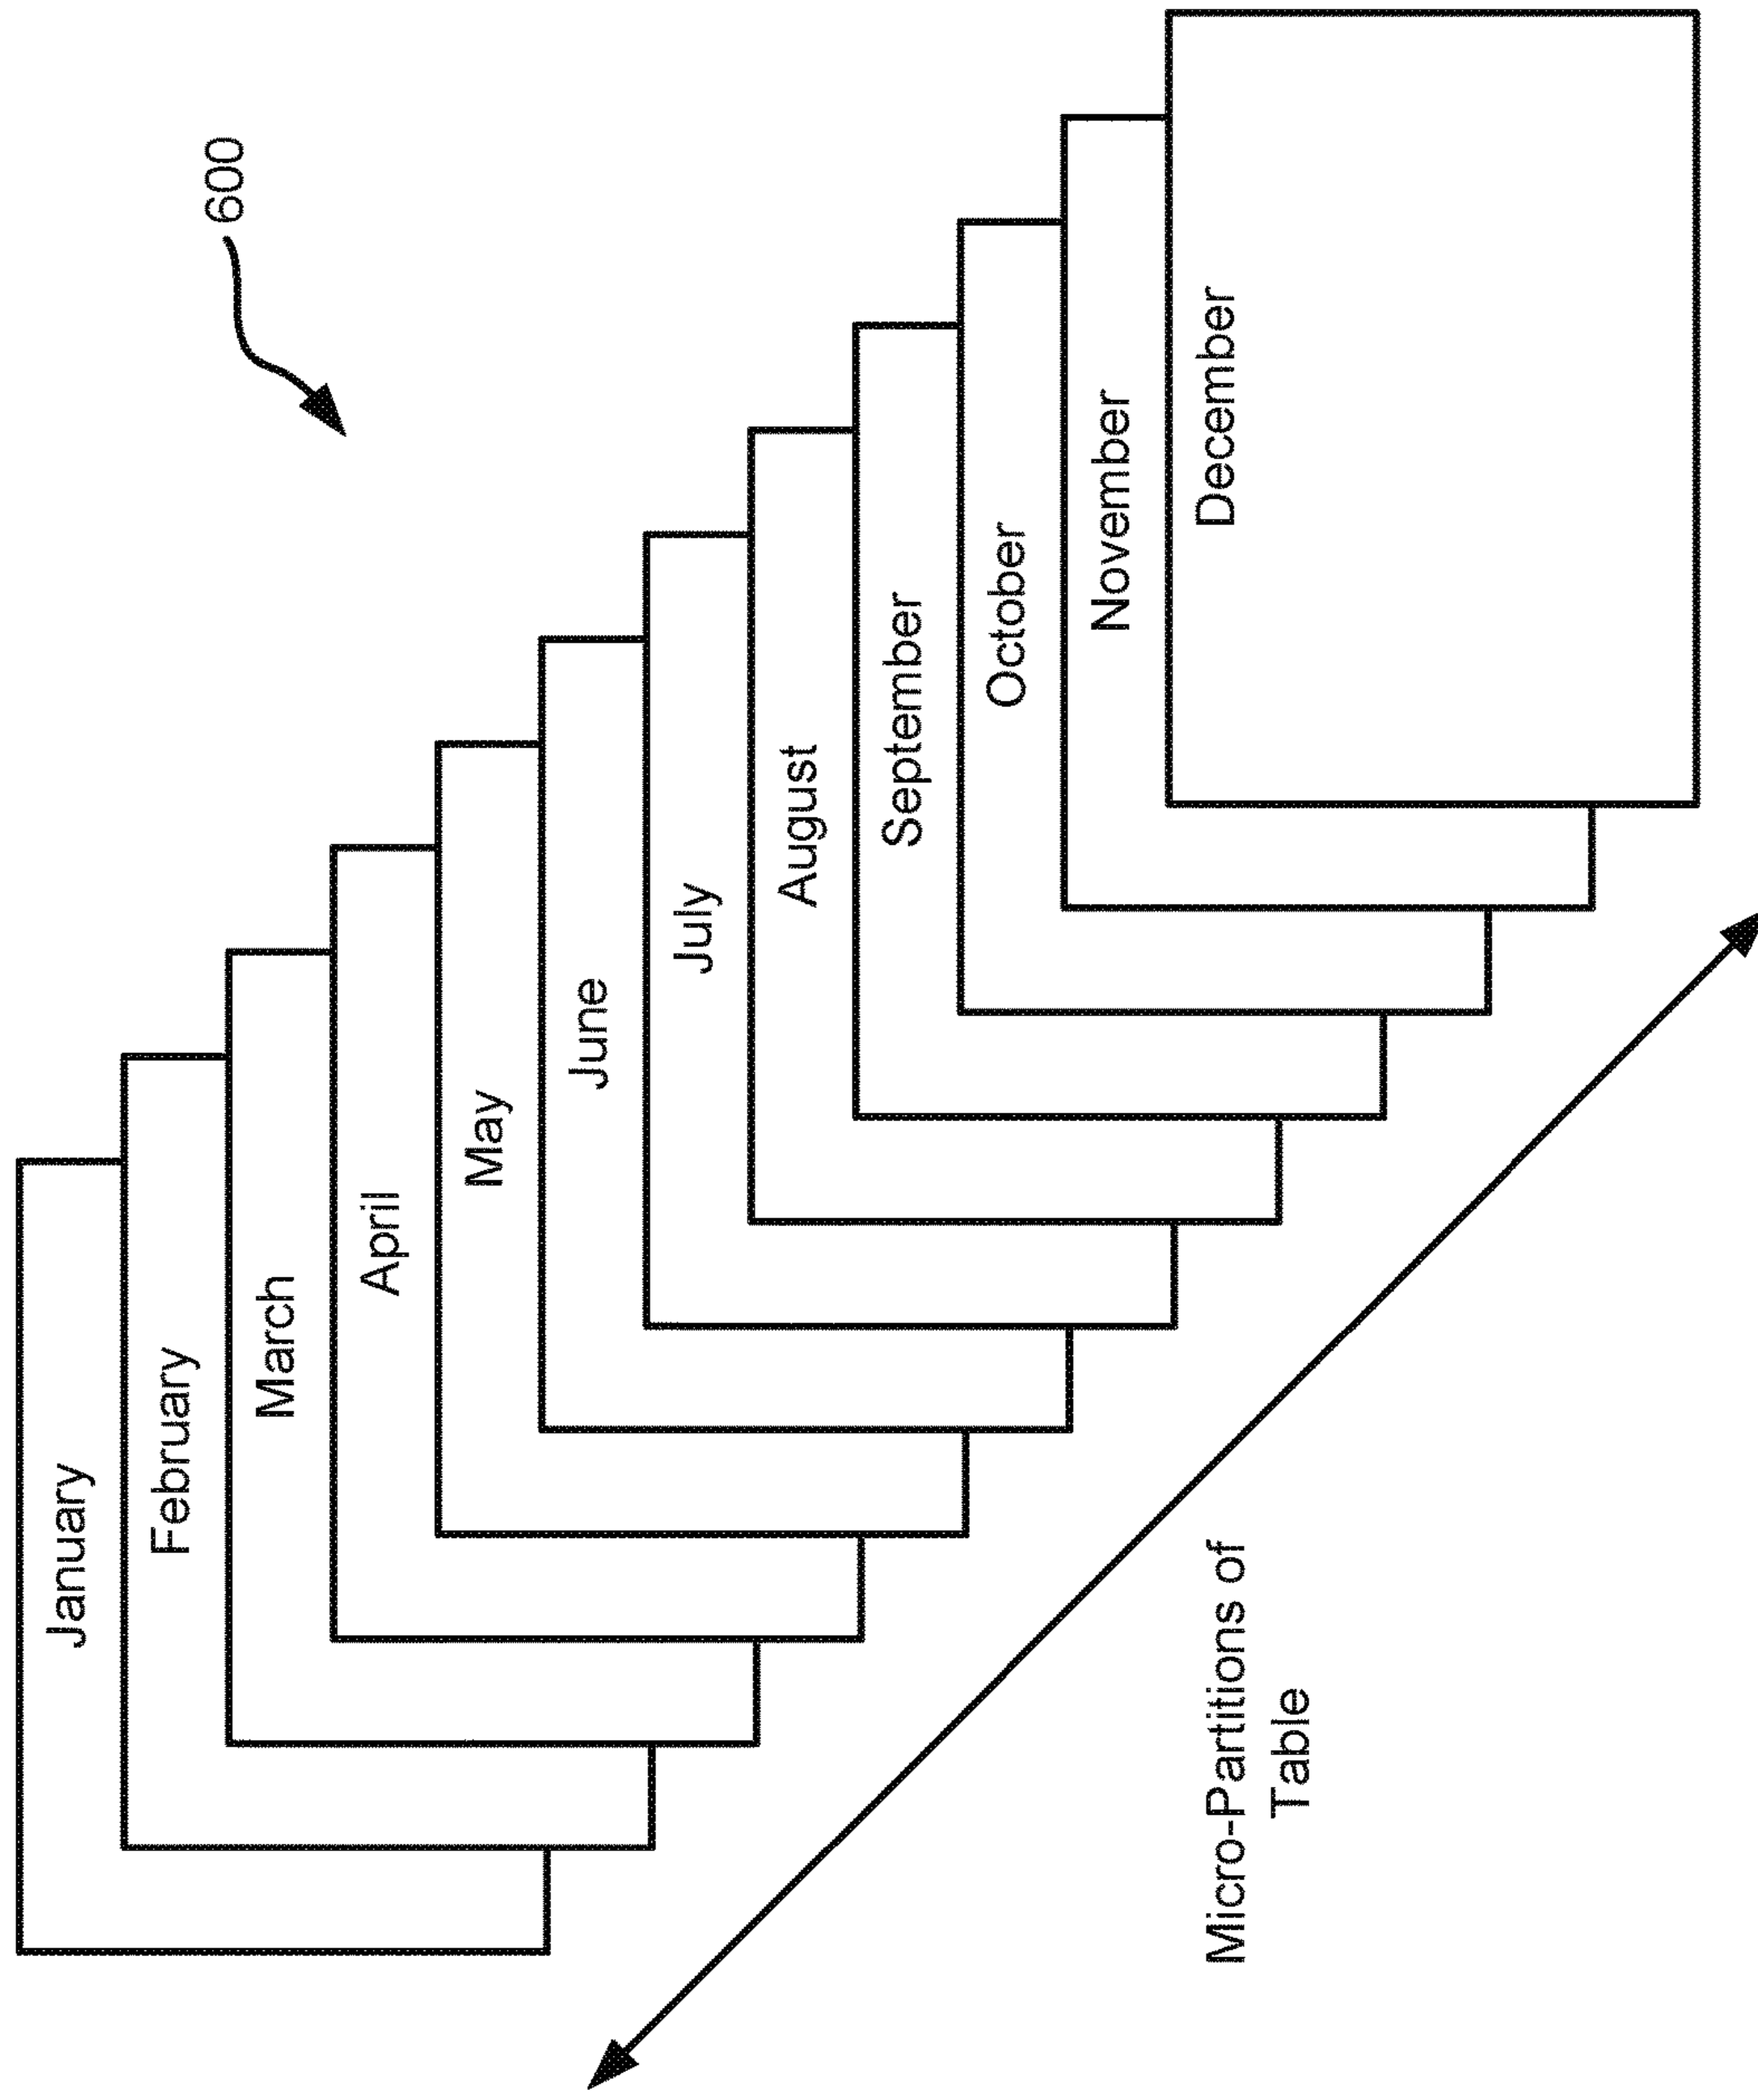 600
January
February
March
April
May
June
July
August
September
October
November
December
Micro-Partitions of
Table